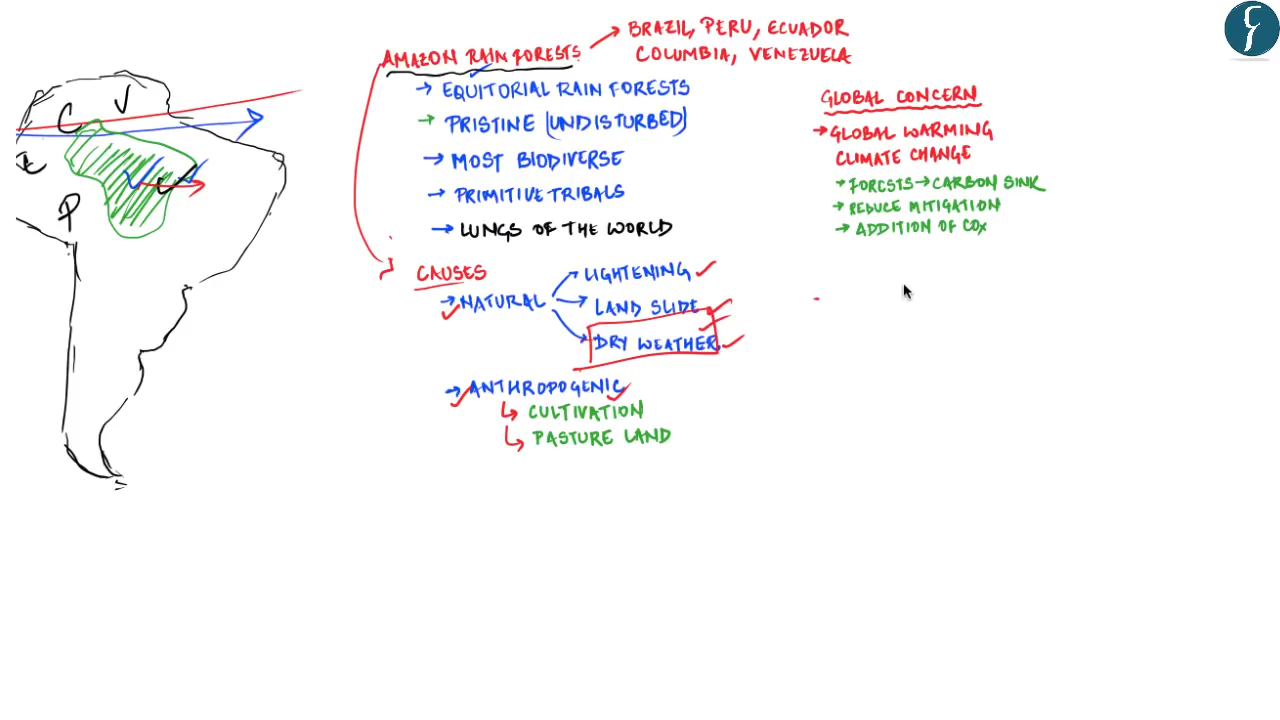 BRAZIL, PERU, ECUADOR
COLUMBIA, VENEZUELA
AMAZON RAIN FORESTS
→ EQUITORIAL RAIN FORESTS
→ PRISTINE (UNDISTURBED)
→ MOST BIODIVERSE
→ PRIMITIVE TRIBALS
→ LUNGS OF THE WORLD
CAUSES
→ NATURAL
LIGHTENING
LAND SLIDE
DRY WEATHER
→ ANTHROPOGENIC
CULTIVATION
PASTURE LAND
GLOBAL CONCERN
→ GLOBAL WARMING
CLIMATE CHANGE
→ FORESTS → CARBON SINK
→ REDUCE MITIGATION
→ ADDITION OF COX
C
V
E
P